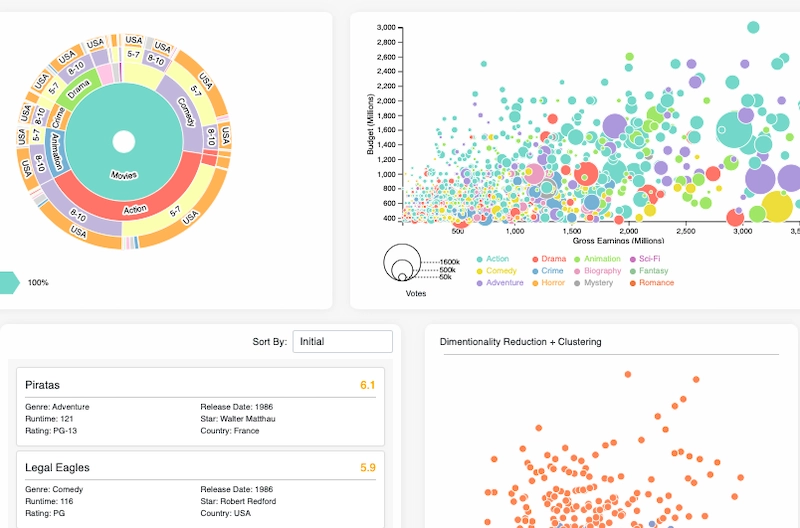 USA
USA
USA
USA
USA
USA
USA
USA
USA
USA
USA
5-7
8-10
8-10
5-7
5-7
8-10
8-10
5-7
8-10
8-10
5-7
Drama
Crime
Animation
Comedy
Movies
Action
100%
Budget (Millions)
3,000
2,800
2,600
2,400
2,200
2,000
1,800
1,600
1,400
1,200
1,000
800
600
400
500
1,000
1,500
2,000
2,500
3,000
Gross Earnings (Millions)
1600k
500k
50k
Votes
Action Drama Animation Sci-Fi
Comedy Crime Biography Fantasy
Adventure Horror Mystery Romance
Sort By: Initial
Piratas 6.1
Genre: Adventure Release Date: 1986
Runtime: 121 Star: Walter Matthau
Rating: PG-13 Country: France
Legal Eagles 5.9
Genre: Comedy Release Date: 1986
Runtime: 116 Star: Robert Redford
Rating: PG Country: USA
Dimentionality Reduction + Clustering